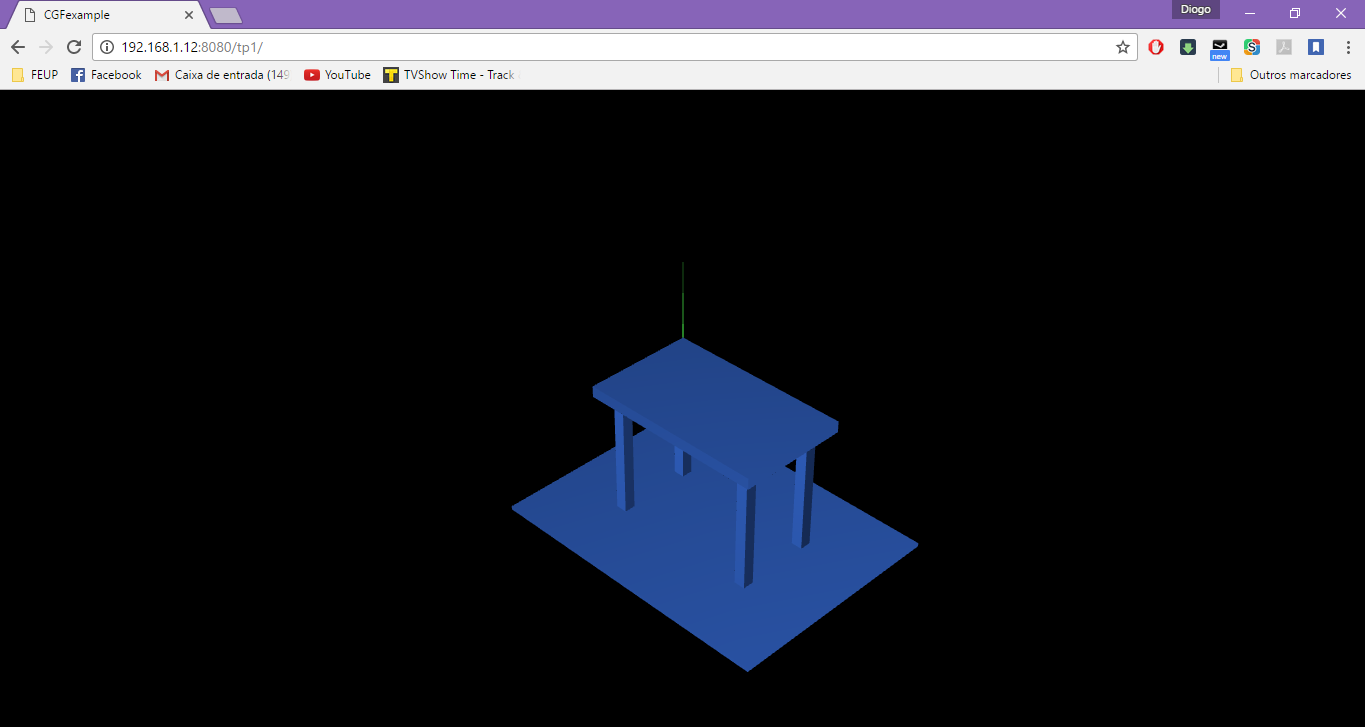 CGFexample
Diogo
192.168.1.12:8080/tp1/
new
FEUP
Facebook
Caixa de entrada (149
YouTube
TVShow Time - Track
Outros marcadores